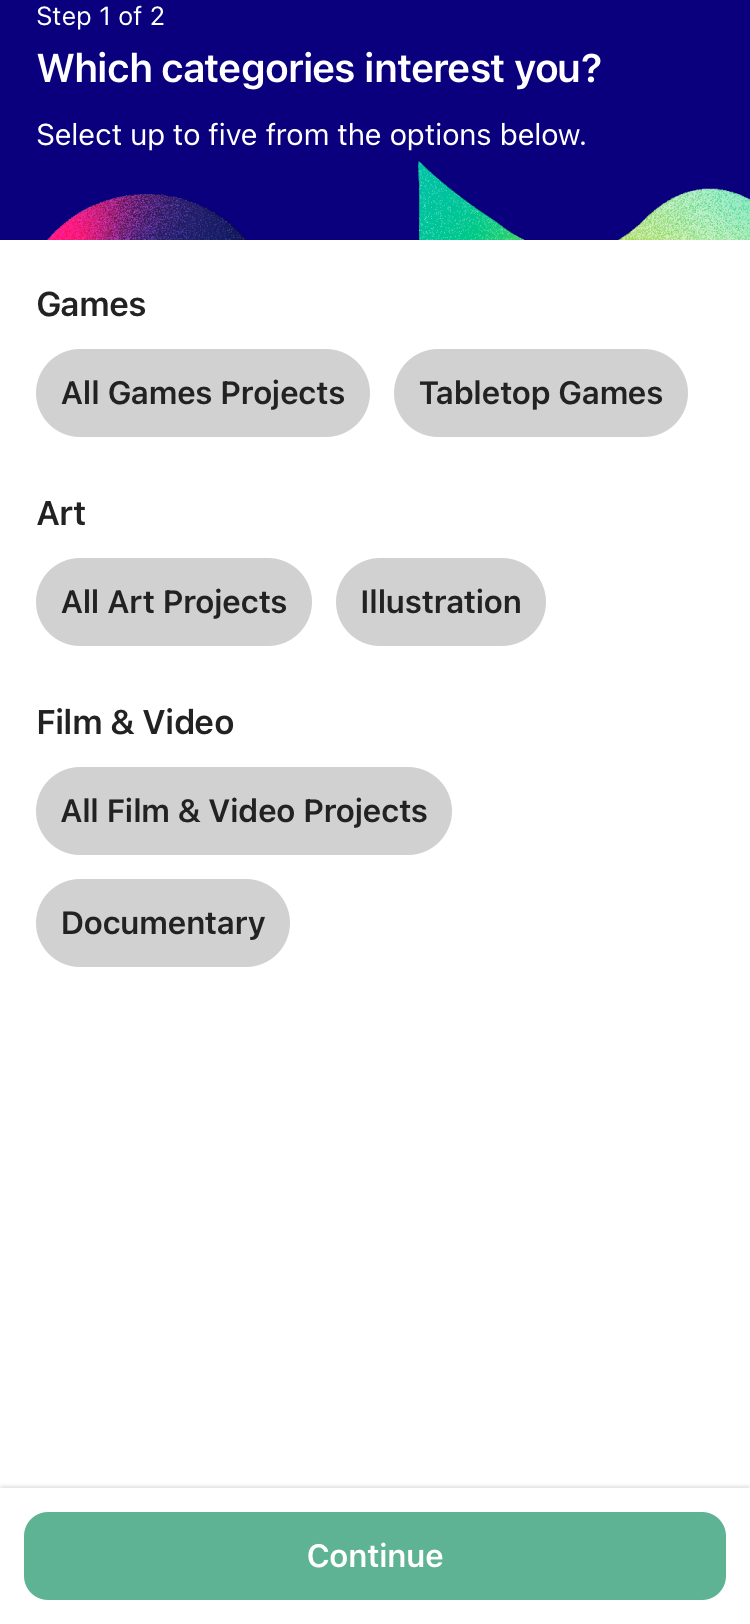 Step 1 of 2
Which categories interest you?
Select up to five from the options below.
Games
All Games Projects
Tabletop Games
Art
All Art Projects
Illustration
Film & Video
All Film & Video Projects
Documentary
Continue